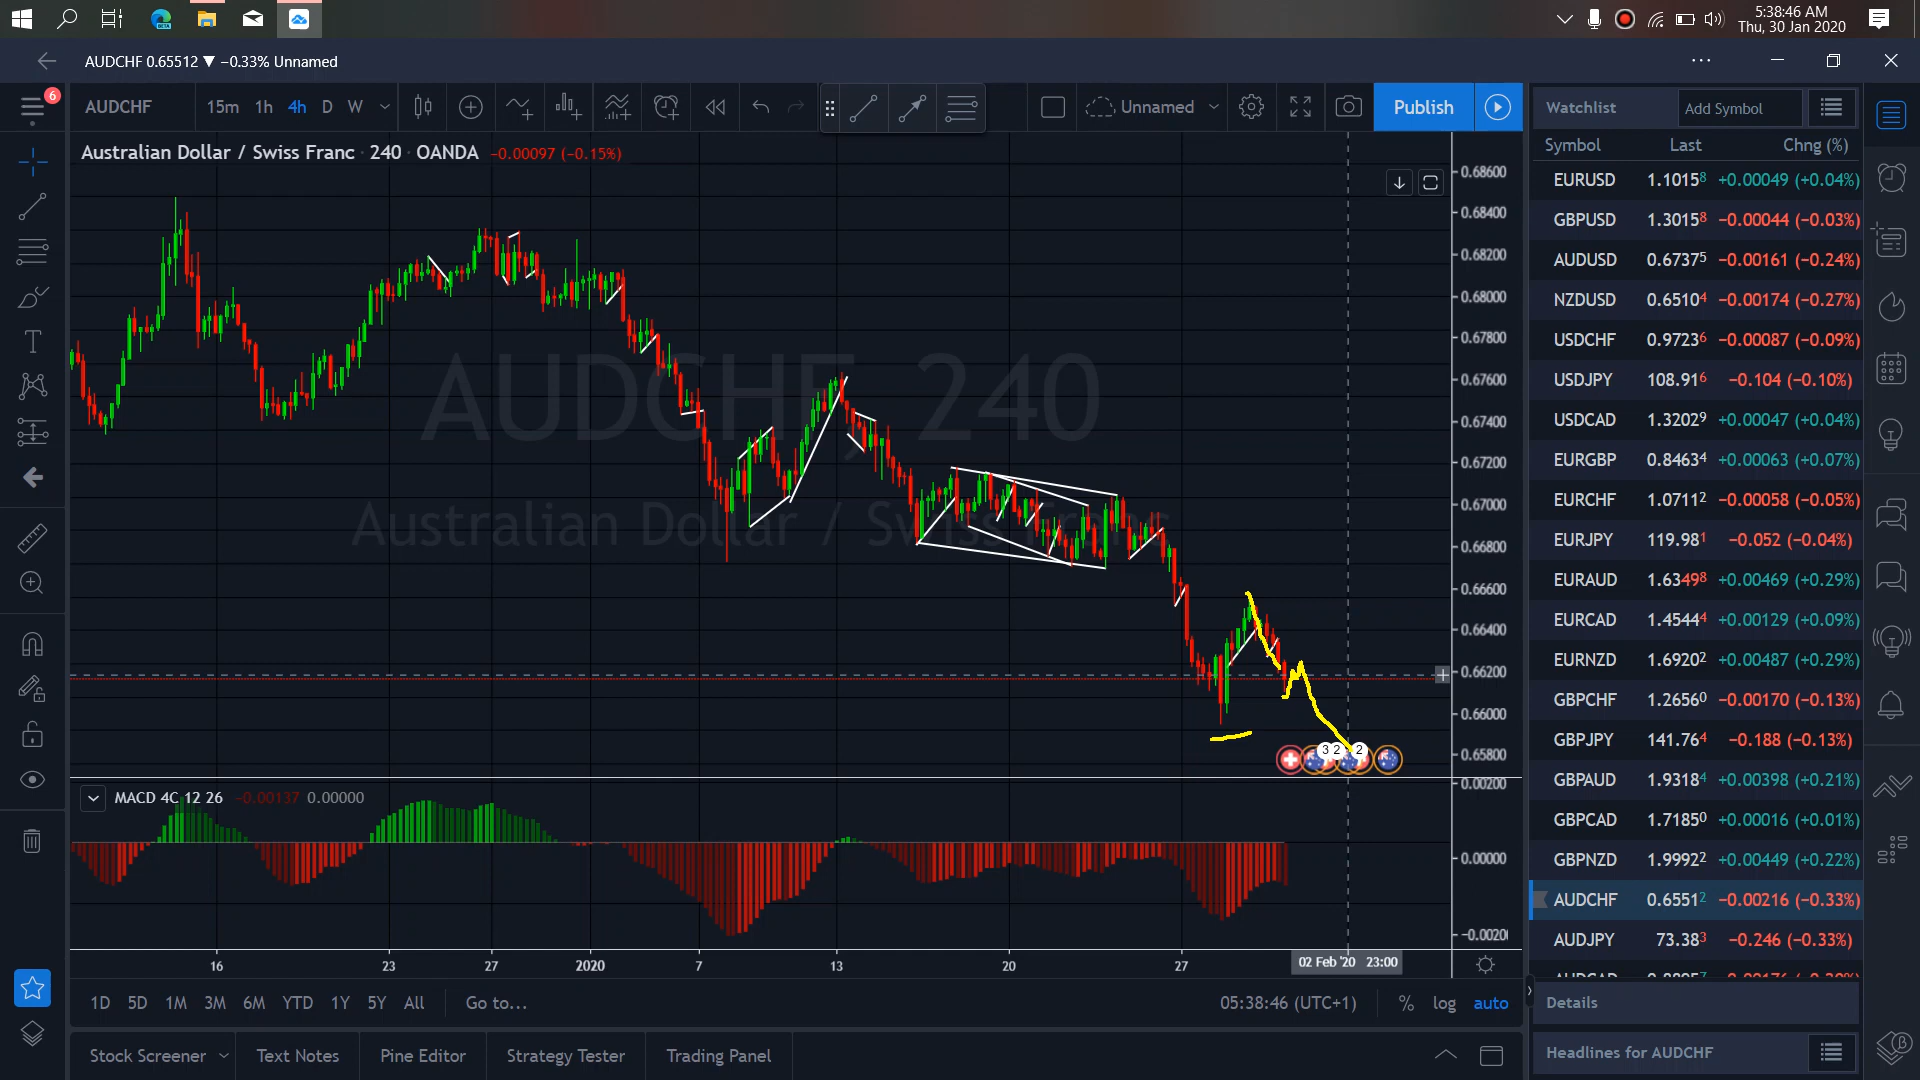 5:38:46 AM
Thu, 30 Jan 2020
AUDCHF 0.65512 ▼ −0.33% Unnamed
6
AUDCHF 15m 1h 4h D W Unnamed Publish
Watchlist Add Symbol
Australian Dollar / Swiss Franc · 240 · OANDA −0.00097 (−0.15%)
Symbol Last Chng (%)
EURUSD 1.10158 +0.00049 (+0.04%)
GBPUSD 1.30158 −0.00044 (−0.03%)
AUDUSD 0.67375 −0.00161 (−0.24%)
NZDUSD 0.65104 −0.00174 (−0.27%)
USDCHF 0.97236 −0.00087 (−0.09%)
USDJPY 108.916 −0.104 (−0.10%)
USDCAD 1.32029 +0.00047 (+0.04%)
EURGBP 0.84634 +0.00063 (+0.07%)
EURCHF 1.07112 −0.00058 (−0.05%)
EURJPY 119.981 −0.052 (−0.04%)
EURAUD 1.63498 +0.00469 (+0.29%)
EURCAD 1.45444 +0.00129 (+0.09%)
EURNZD 1.69202 +0.00487 (+0.29%)
GBPCHF 1.26560 −0.00170 (−0.13%)
GBPJPY 141.764 −0.188 (−0.13%)
GBPAUD 1.93184 +0.00398 (+0.21%)
GBPCAD 1.71850 +0.00016 (+0.01%)
GBPNZD 1.99922 +0.00449 (+0.22%)
AUDCHF 0.65512 −0.00216 (−0.33%)
AUDJPY 73.383 −0.246 (−0.33%)
0.68600
0.68400
0.68200
0.68000
0.67800
0.67600
0.67400
0.67200
0.67000
0.66800
0.66600
0.66400
0.66200
0.66000
0.65800
AUDCHF, 240
Australian Dollar / Swiss Franc
3 2 2
MACD 4C 12 26 −0.00137 0.00000
0.00200
0.00000
−0.0020
16 23 27 2020 7 13 20 27 02 Feb '20 23:00
1D 5D 1M 3M 6M YTD 1Y 5Y All Go to... 05:38:46 (UTC+1) % log auto
Details
Stock Screener Text Notes Pine Editor Strategy Tester Trading Panel
Headlines for AUDCHF